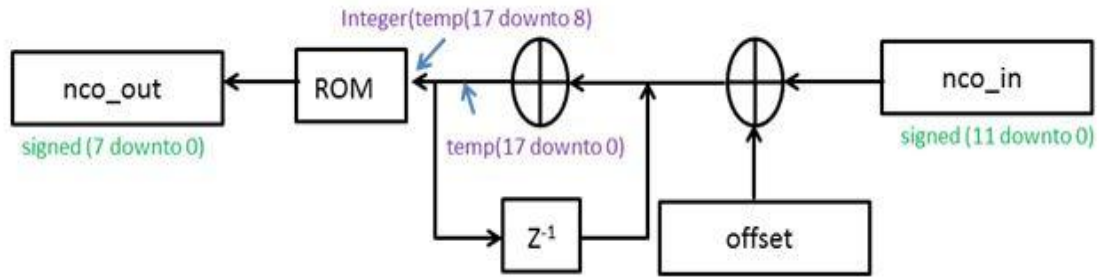 Integer(temp(17 downto 8)
nco_out
ROM
nco_in
signed (7 downto 0)
temp(17 downto 0)
signed (11 downto 0)
Z⁻¹
offset